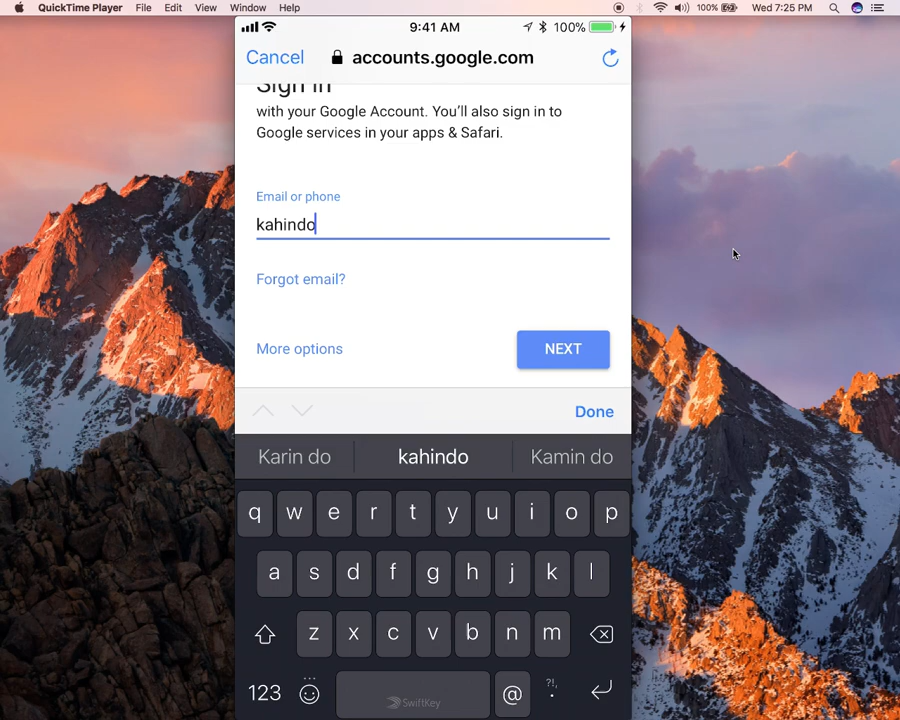 QuickTime Player File Edit View Window Help 100% Wed 7:25 PM
9:41 AM 100%
Cancel accounts.google.com
Sign in
with your Google Account. You'll also sign in to
Google services in your apps & Safari.
Email or phone
kahindo
Forgot email?
More options NEXT
Done
Karin do kahindo Kamin do
q w e r t y u i o p
a s d f g h j k l
z x c v b n m
123 SwiftKey @ ?!,.